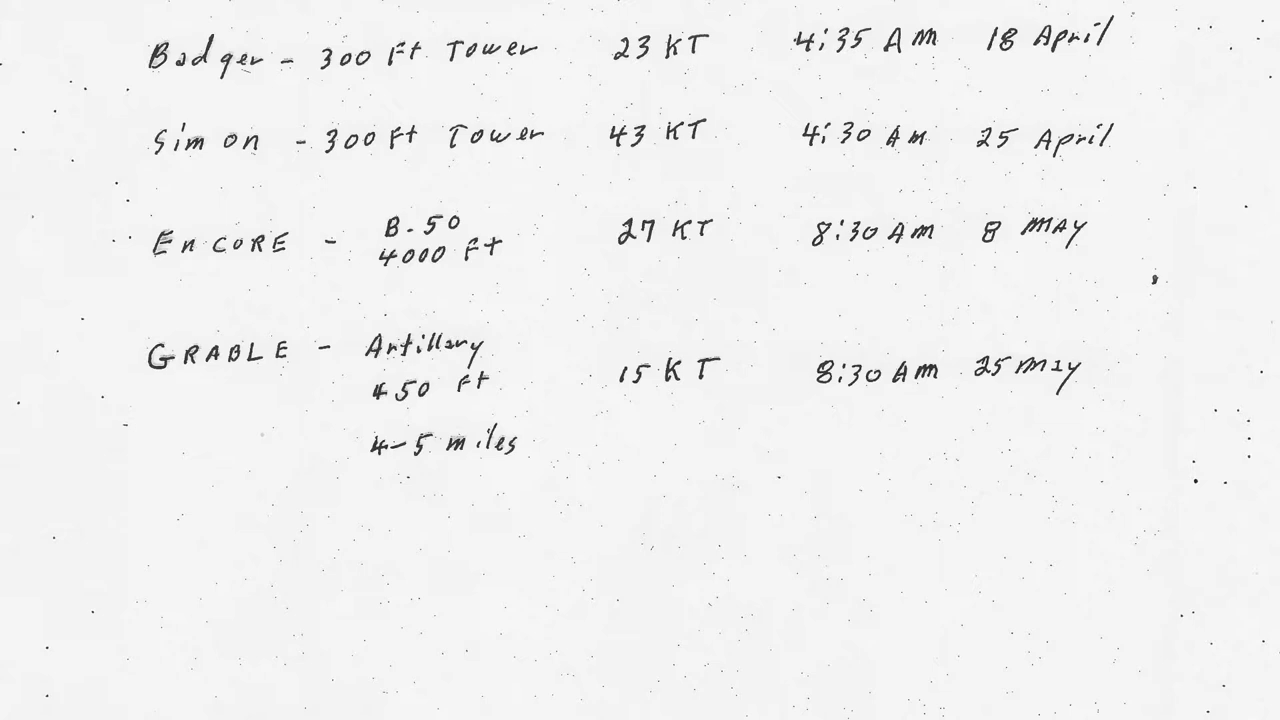 Badger - 300 Ft Tower 23 KT 4:35 AM 18 April
Simon - 300 Ft Tower 43 KT 4:30 AM 25 April
ENCORE - B-50 4000 Ft 27 KT 8:30 AM 8 MAY
GRABLE - Artillary 450 Ft 15 KT 8:30 AM 25 May
4-5 miles